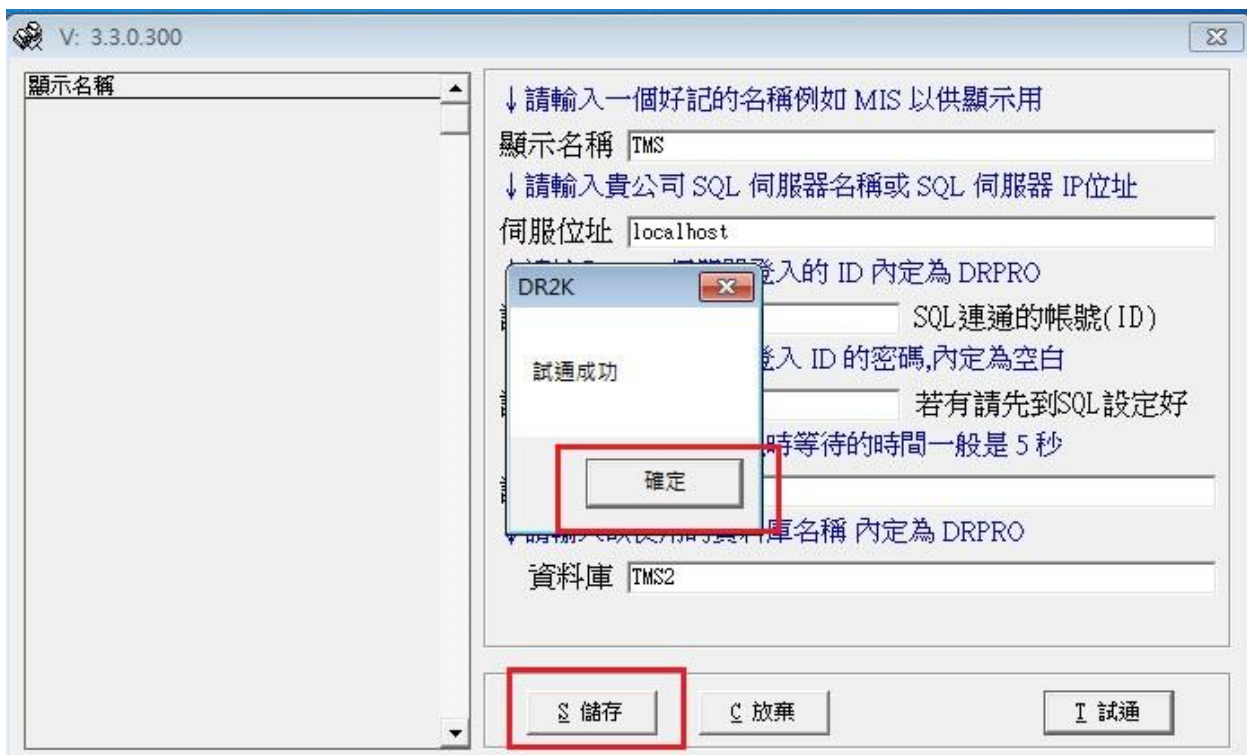 V: 3.3.0.300
顯示名稱
↓請輸入一個好記的名稱例如 MIS 以供顯示用
顯示名稱 TMS
↓請輸入貴公司 SQL 伺服器名稱或 SQL 伺服器 IP位址
伺服位址 localhost
登入的 ID 內定為 DRPRO
SQL連通的帳號(ID)
登入 ID 的密碼,內定為空白
若有請先到SQL設定好
時等待的時間一般是 5 秒
DR2K
試通成功
確定
庫名稱 內定為 DRPRO
資料庫 TMS2
S 儲存
C 放棄
T 試通